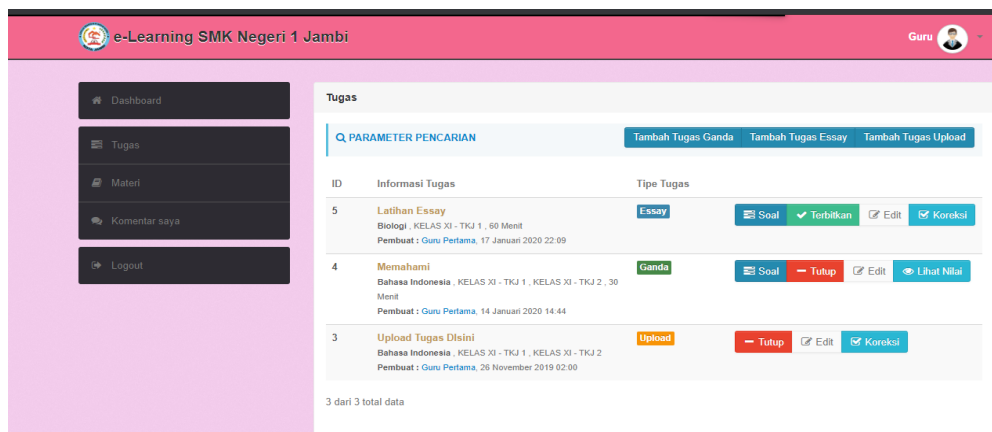 e-Learning SMK Negeri 1 Jambi
Guru
Dashboard
Tugas
Materi
Komentar saya
Logout
Tugas
PARAMETER PENCARIAN
Tambah Tugas Ganda Tambah Tugas Essay Tambah Tugas Upload
ID Informasi Tugas Tipe Tugas
5 Latihan Essay Essay Soal Terbitkan Edit Koreksi
Biologi , KELAS XI - TKJ 1 , 60 Menit
Pembuat : Guru Pertama, 17 Januari 2020 22:09
4 Memahami Ganda Soal Tutup Edit Lihat Nilai
Bahasa Indonesia , KELAS XI - TKJ 1 , KELAS XI - TKJ 2 , 30
Menit
Pembuat : Guru Pertama, 14 Januari 2020 14:44
3 Upload Tugas DIsini Upload Tutup Edit Koreksi
Bahasa Indonesia , KELAS XI - TKJ 1 , KELAS XI - TKJ 2
Pembuat : Guru Pertama, 26 November 2019 02:00
3 dari 3 total data